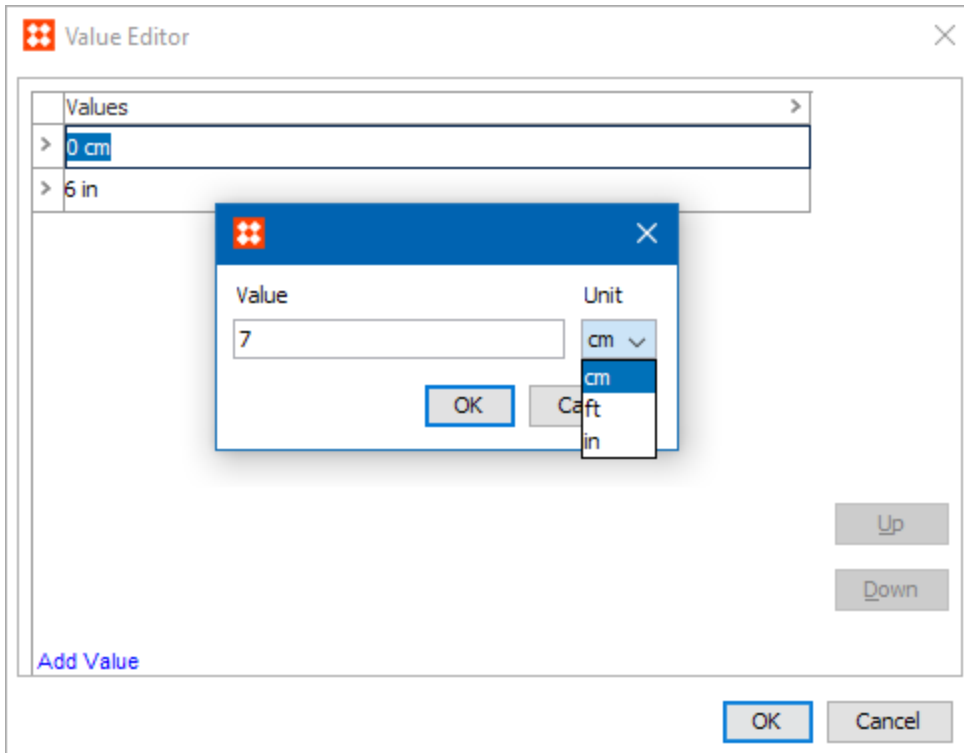 Value Editor
Values
0 cm
6 in
Value Unit
7 cm
cm
OK Ca ft
in
Up
Down
Add Value
OK Cancel